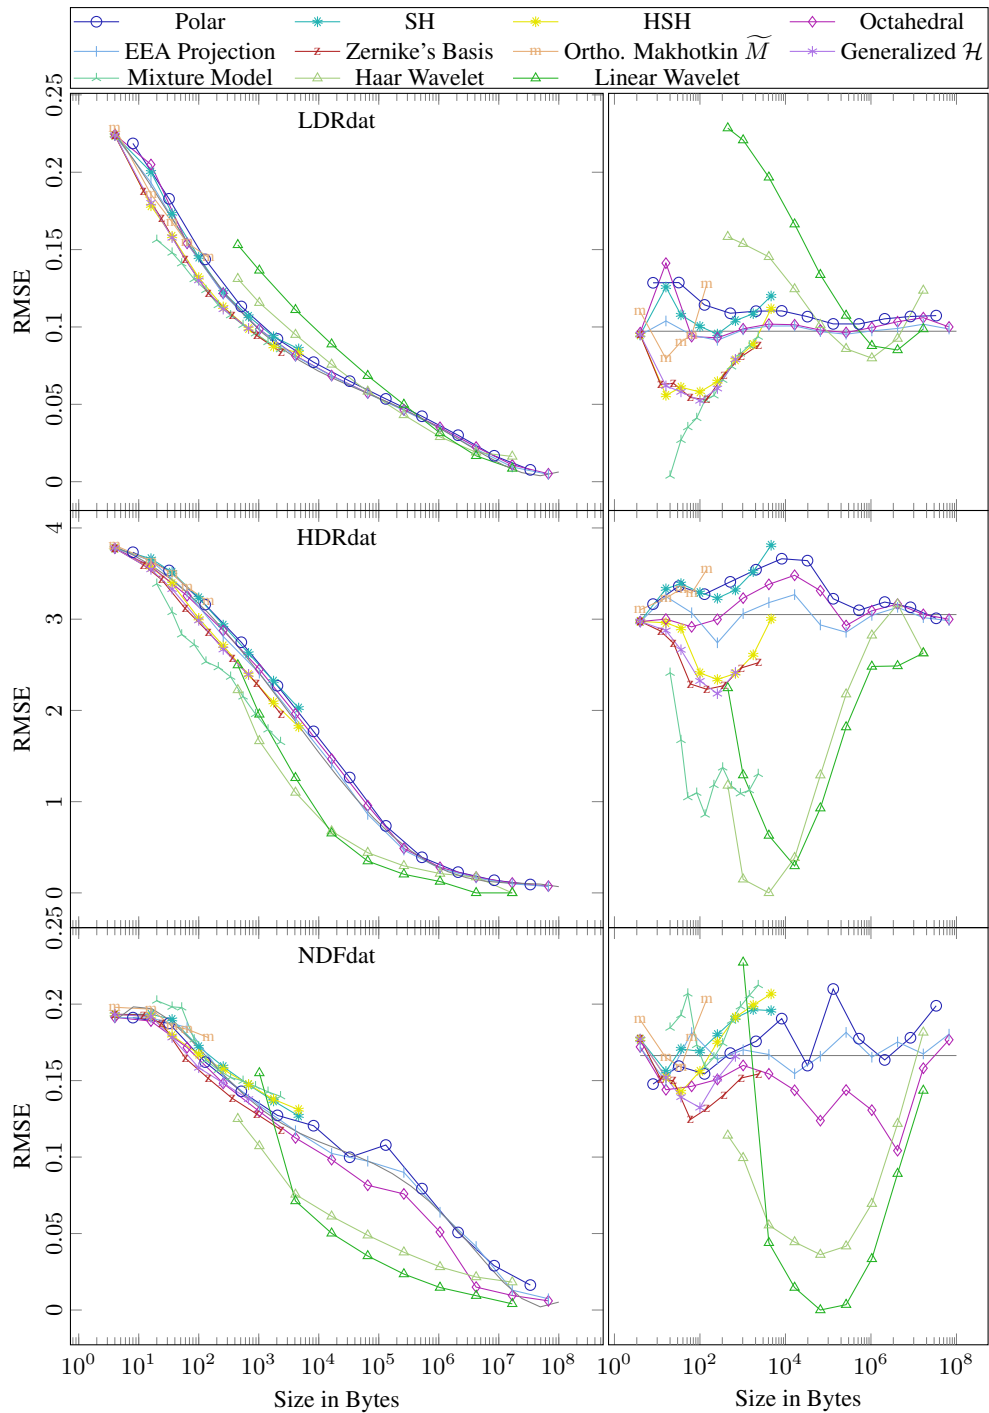 Polar SH HSH Octahedral
EEA Projection Zernike's Basis Ortho. Makhotkin M̃ Generalized ℋ
Mixture Model Haar Wavelet Linear Wavelet
LDRdat
RMSE
0.25
0.2
0.15
0.1
0.05
0
HDRdat
RMSE
4
3
2
1
0
NDFdat
RMSE
0.25
0.2
0.15
0.1
0.05
0
10⁰ 10¹ 10² 10³ 10⁴ 10⁵ 10⁶ 10⁷ 10⁸
Size in Bytes
10⁰ 10² 10⁴ 10⁶ 10⁸
Size in Bytes